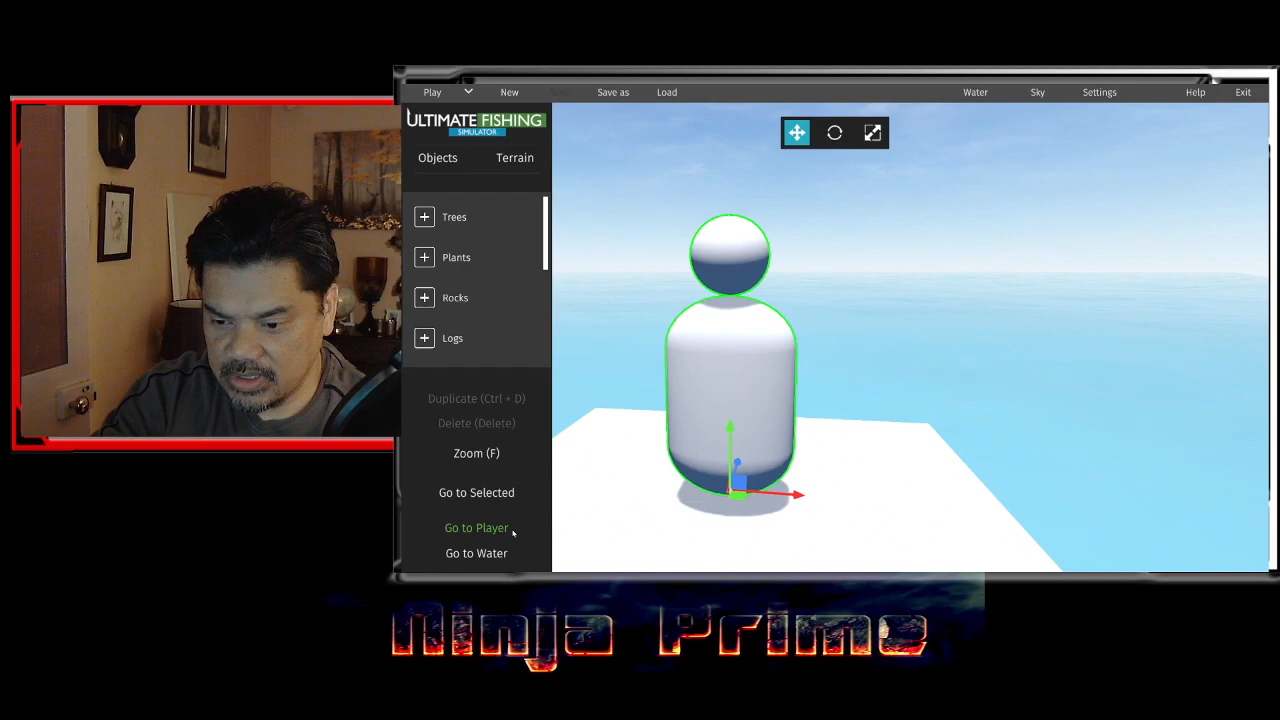 Play New Save as Load Water Sky Settings Help Exit
ULTIMATE FISHING
SIMULATOR
Objects Terrain
Trees
Plants
Rocks
Logs
Duplicate (Ctrl + D)
Delete (Delete)
Zoom (F)
Go to Selected
Go to Player
Go to Water
Ninja Prime